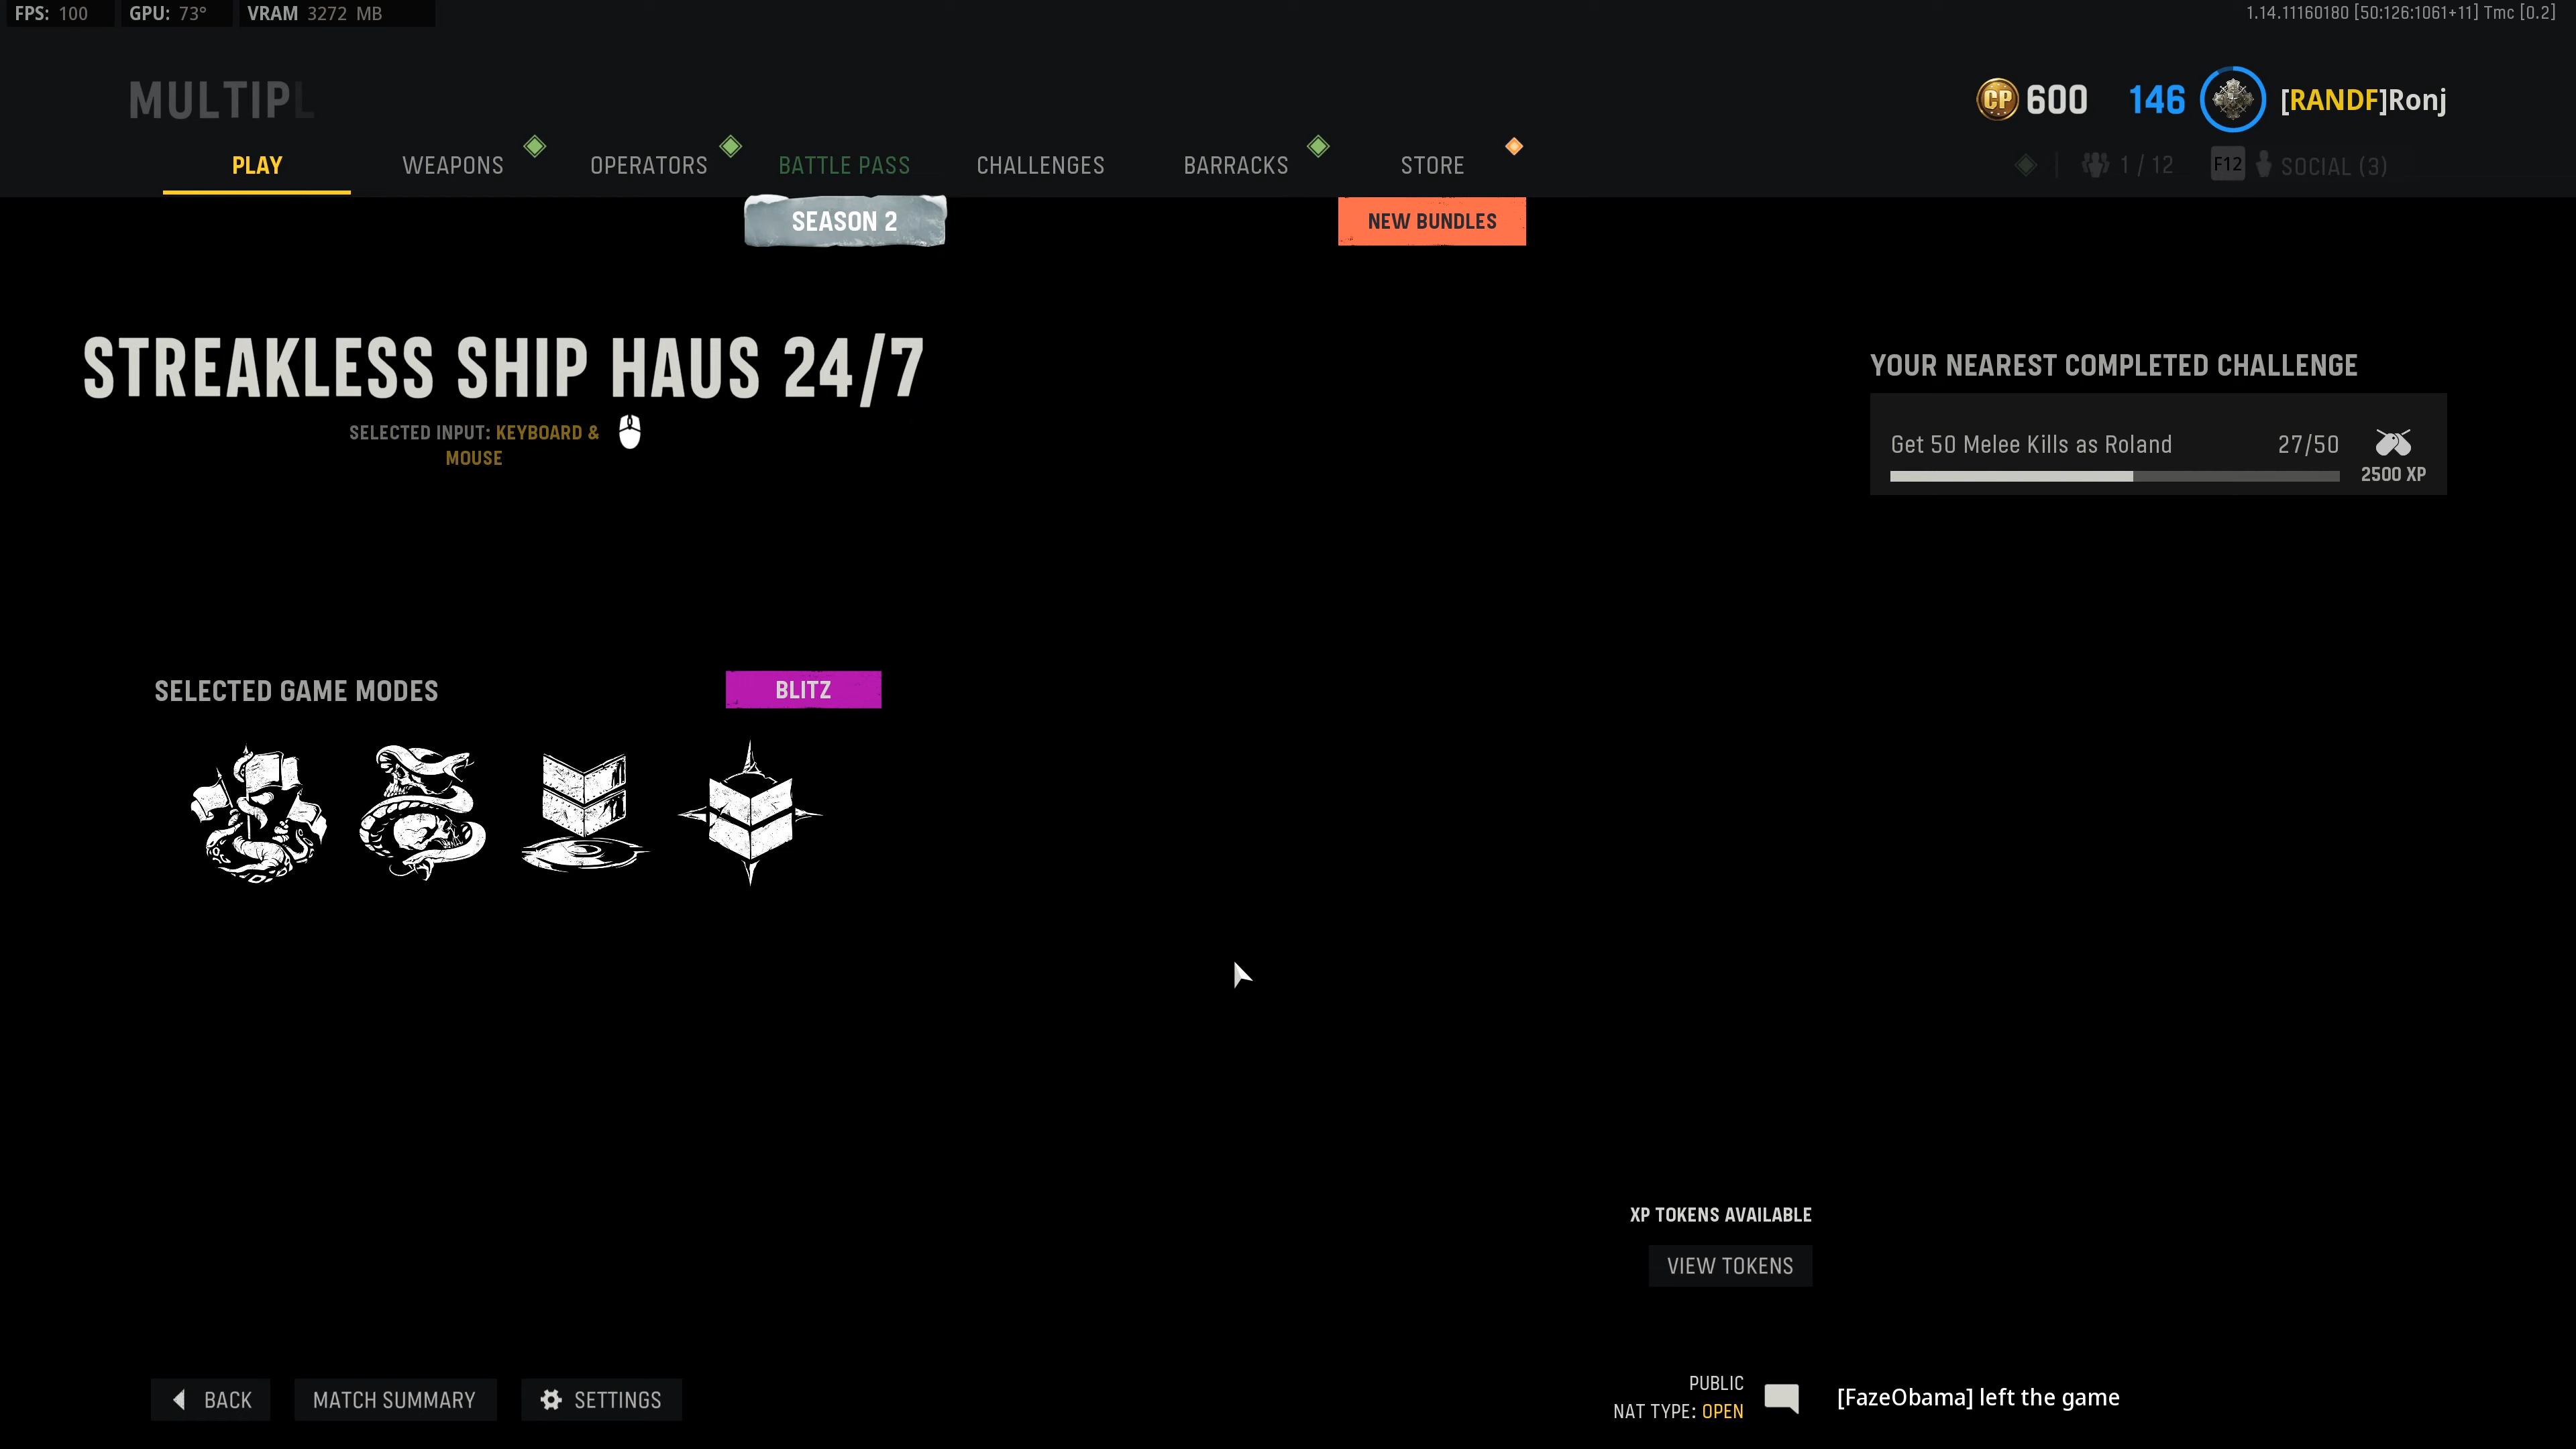 FPS: 100 GPU: 73° VRAM 3272 MB
1.14.11160180 [50:126:1061+11] Tmc [0.2]
MULTIPL
CP 600 146 [RANDF]Ronj
PLAY WEAPONS OPERATORS BATTLE PASS CHALLENGES BARRACKS STORE
1 / 12 F12 SOCIAL (3)
SEASON 2
NEW BUNDLES
STREAKLESS SHIP HAUS 24/7
SELECTED INPUT: KEYBOARD &
MOUSE
YOUR NEAREST COMPLETED CHALLENGE
Get 50 Melee Kills as Roland 27/50
2500 XP
SELECTED GAME MODES
BLITZ
XP TOKENS AVAILABLE
VIEW TOKENS
BACK MATCH SUMMARY SETTINGS
PUBLIC
NAT TYPE: OPEN
[FazeObama] left the game